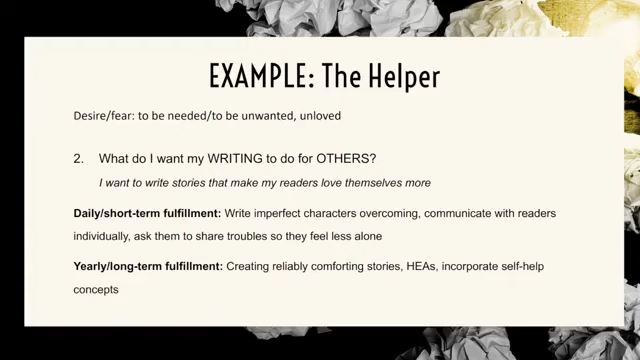 EXAMPLE: The Helper
Desire/fear: to be needed/to be unwanted, unloved
2. What do I want my WRITING to do for OTHERS?
I want to write stories that make my readers love themselves more
Daily/short-term fulfillment: Write imperfect characters overcoming, communicate with readers
individually, ask them to share troubles so they feel less alone
Yearly/long-term fulfillment: Creating reliably comforting stories, HEAs, incorporate self-help
concepts